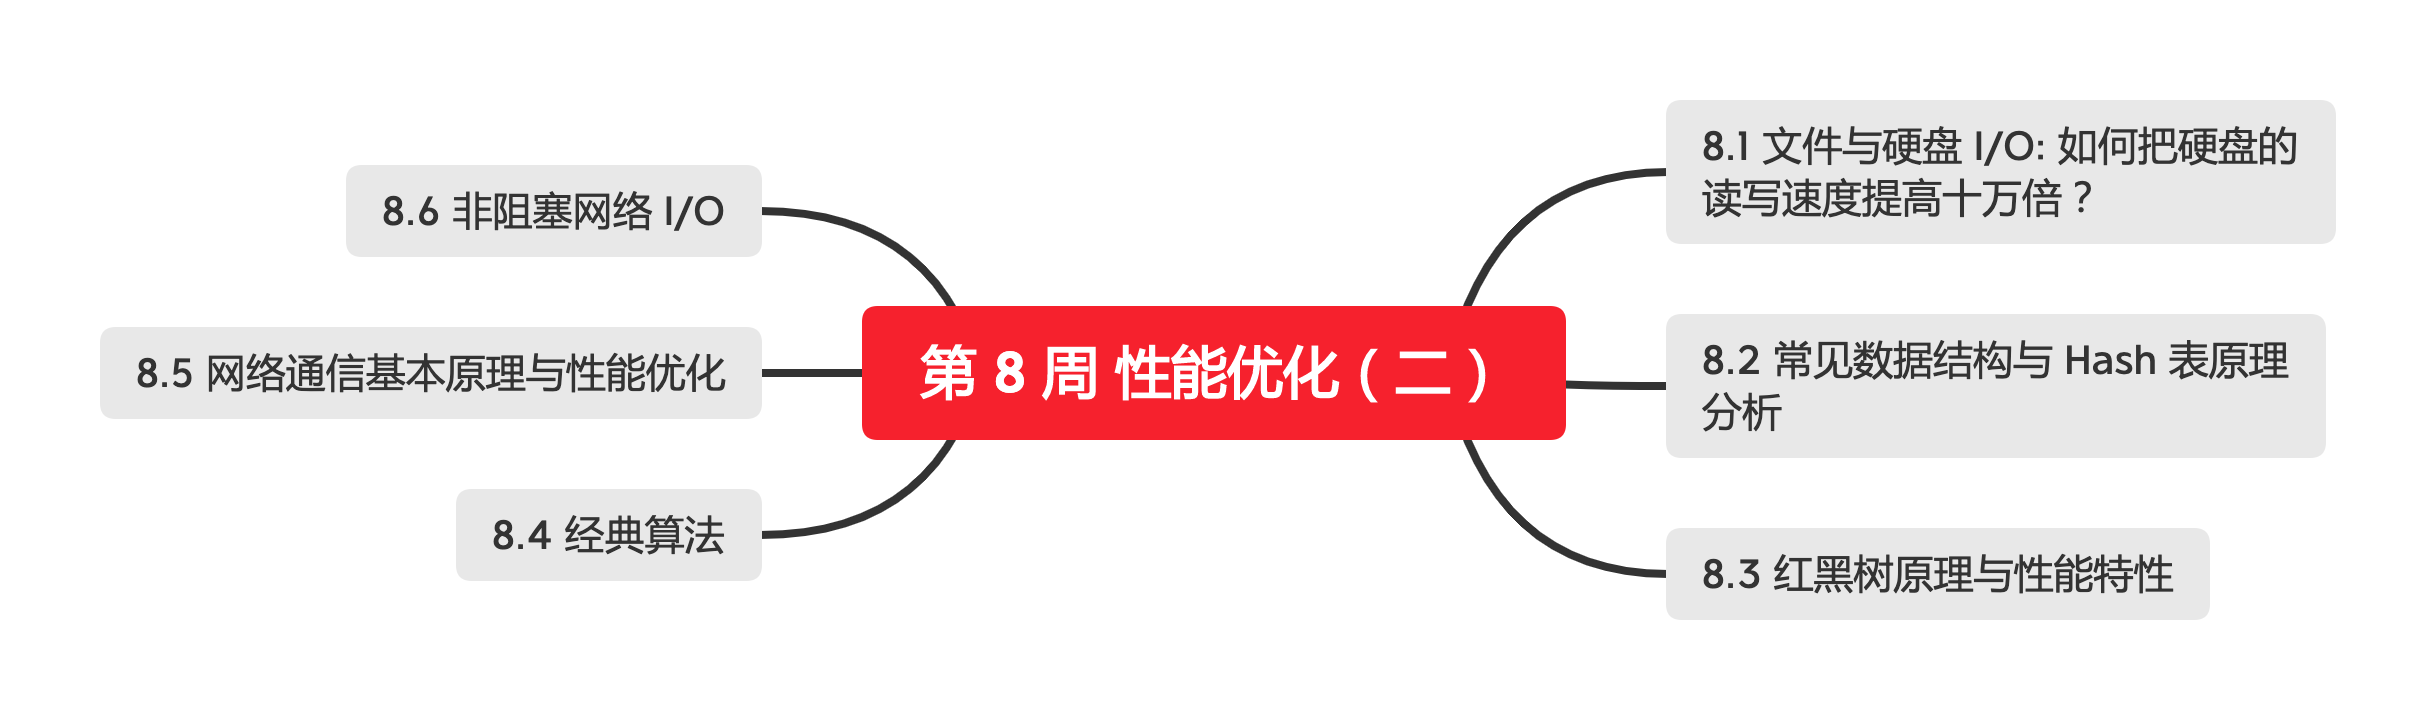 第 8 周 性能优化（二）
8.1 文件与硬盘 I/O: 如何把硬盘的
读写速度提高十万倍？
8.2 常见数据结构与 Hash 表原理
分析
8.3 红黑树原理与性能特性
8.4 经典算法
8.5 网络通信基本原理与性能优化
8.6 非阻塞网络 I/O